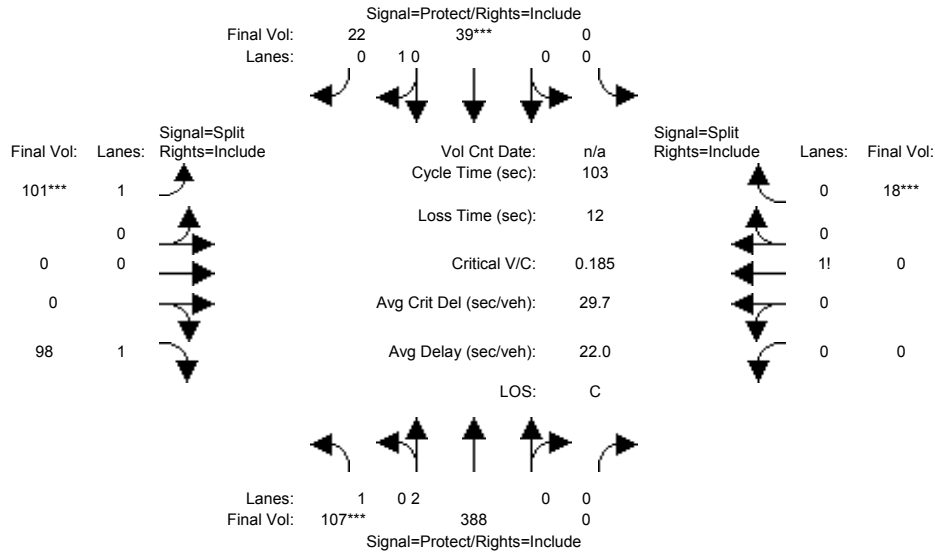 Signal=Protect/Rights=Include
Final Vol: 22 39*** 0
Lanes: 0 1 0 0 0
Signal=Split Signal=Split
Final Vol: Lanes: Rights=Include Vol Cnt Date: n/a Rights=Include Lanes: Final Vol:
Cycle Time (sec): 103
101*** 1 0 18***
Loss Time (sec): 12
0 0
0 0 Critical V/C: 0.185 1! 0
0 Avg Crit Del (sec/veh): 29.7 0
98 1 Avg Delay (sec/veh): 22.0 0 0
LOS: C
Lanes: 1 0 2 0 0
Final Vol: 107*** 388 0
Signal=Protect/Rights=Include